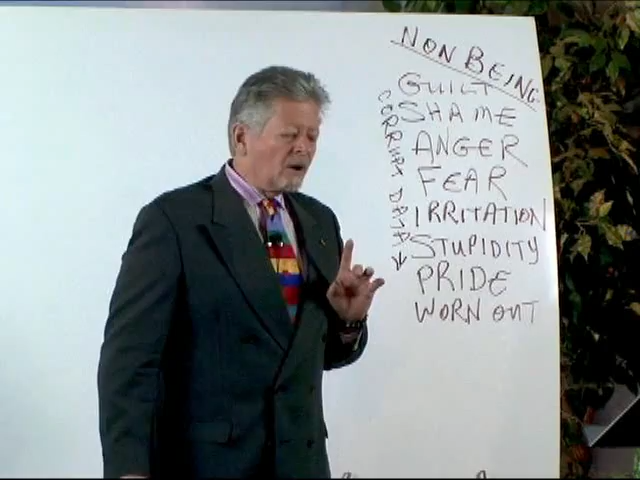 NON BEING
GUILT
SHAME
ANGER
FEAR
IRRITATION
STUPIDITY
PRIDE
WORN OUT
CORRUPT DATA